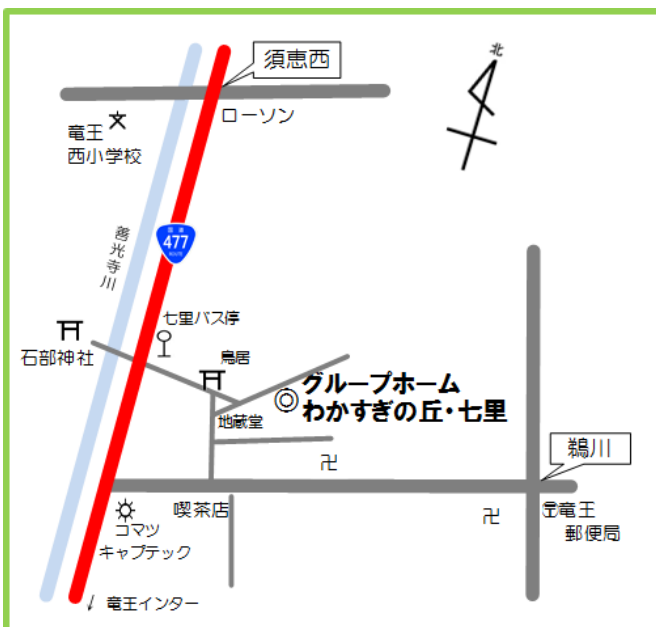 北
須恵西
ローソン
竜王
西小学校
善光寺川
国道
477
ROUTE
七里バス停
石部神社
鳥居
グループホーム
わかすぎの丘・七里
地蔵堂
卍
鵜川
喫茶店
コマツ
キャプテック
卍
竜王
郵便局
竜王インター